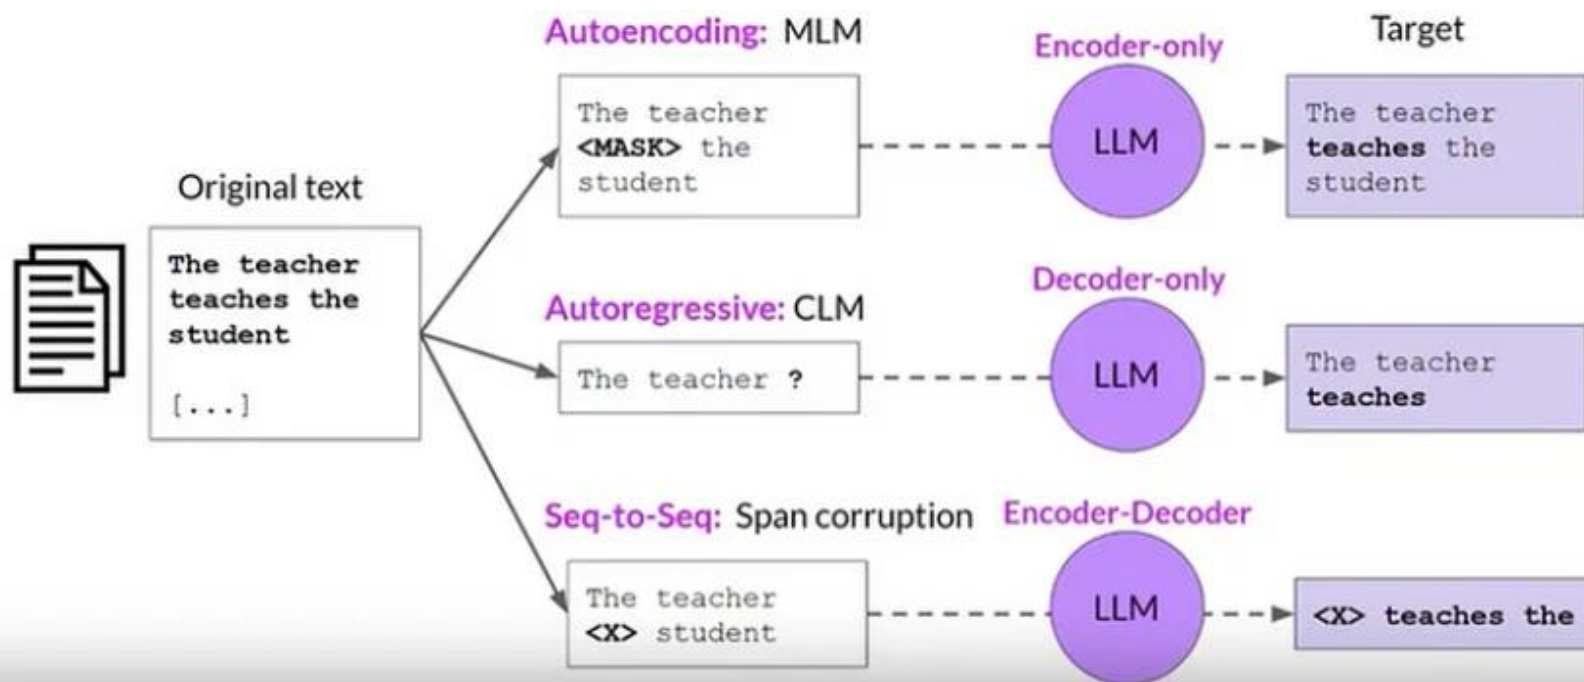 Original text
The teacher
teaches the
student
[...]
Autoencoding: MLM
The teacher
<MASK> the
student
Encoder-only
LLM
Target
The teacher
teaches the
student
Autoregressive: CLM
The teacher ?
Decoder-only
LLM
The teacher
teaches
Seq-to-Seq: Span corruption
The teacher
<X> student
Encoder-Decoder
LLM
<X> teaches the